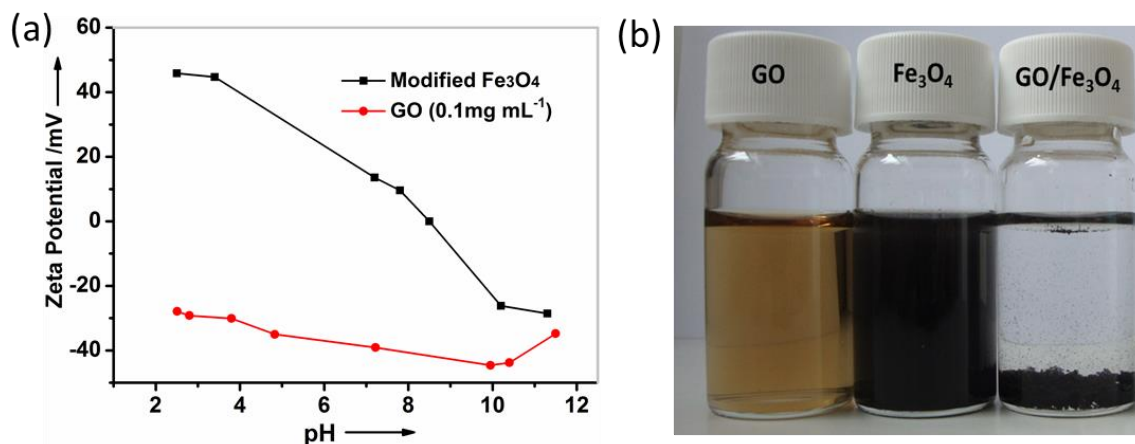 (a)
60
40
20
0
-20
-40
Zeta Potential /mV
2 4 6 8 10 12
pH
Modified Fe₃O₄
GO (0.1mg mL⁻¹)
(b)
GO
Fe₃O₄
GO/Fe₃O₄